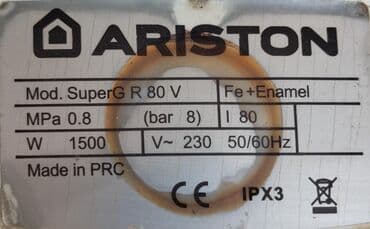 ARISTON
Mod. SuperG R 80 V Fe+Enamel
MPa 0.8 (bar 8) l 80
W 1500 V~ 230 50/60Hz
Made in PRC
CE IPX3